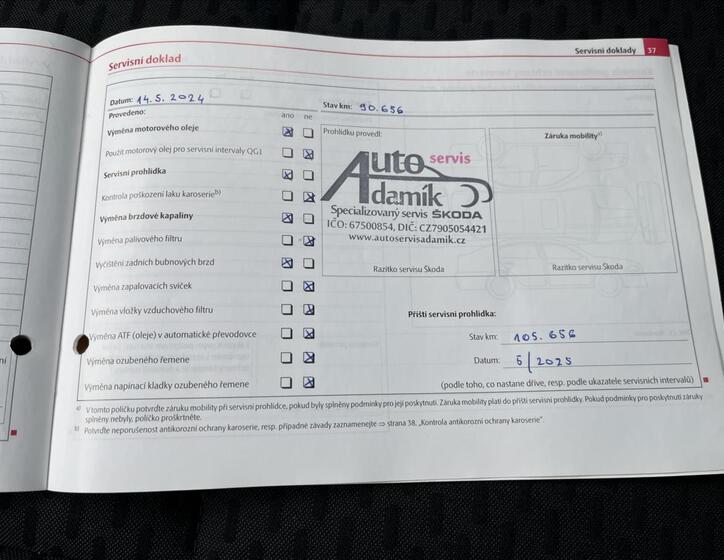 Servisní doklady 37
Servisní doklad
Datum: 14.5.2024
Stav km: 90.656
Provedeno:
ano ne
Výměna motorového oleje
Použit motorový olej pro servisní intervaly QG1
Servisní prohlídka
Kontrola poškození laku karoserie b)
Výměna brzdové kapaliny
Výměna palivového filtru
Vyčištění zadních bubnových brzd
Výměna zapalovacích svíček
Výměna vložky vzduchového filtru
Výměna ATF (oleje) v automatické převodovce
Výměna ozubeného řemene
Výměna napínací kladky ozubeného řemene
Prohlídku provedl:
Auto servis
Adamík
Specializovaný servis ŠKODA
IČO: 67500854, DIČ: CZ7905054421
www.autoservisadamik.cz
Razítko servisu Škoda
Záruka mobility a)
Razítko servisu Škoda
Příští servisní prohlídka:
Stav km: 105.656
Datum: 5/2025
(podle toho, co nastane dříve, resp. podle ukazatele servisních intervalů)
a) V tomto políčku potvrďte záruku mobility při servisní prohlídce, pokud byly splněny podmínky pro její poskytnutí. Záruka mobility platí do příští servisní prohlídky. Pokud podmínky pro poskytnutí záruky
splněny nebyly, políčko proškrtněte.
b) Potvrďte neporušenost antikorozní ochrany karoserie, resp. případné závady zaznamenejte ⇒ strana 38, „Kontrola antikorozní ochrany karoserie".